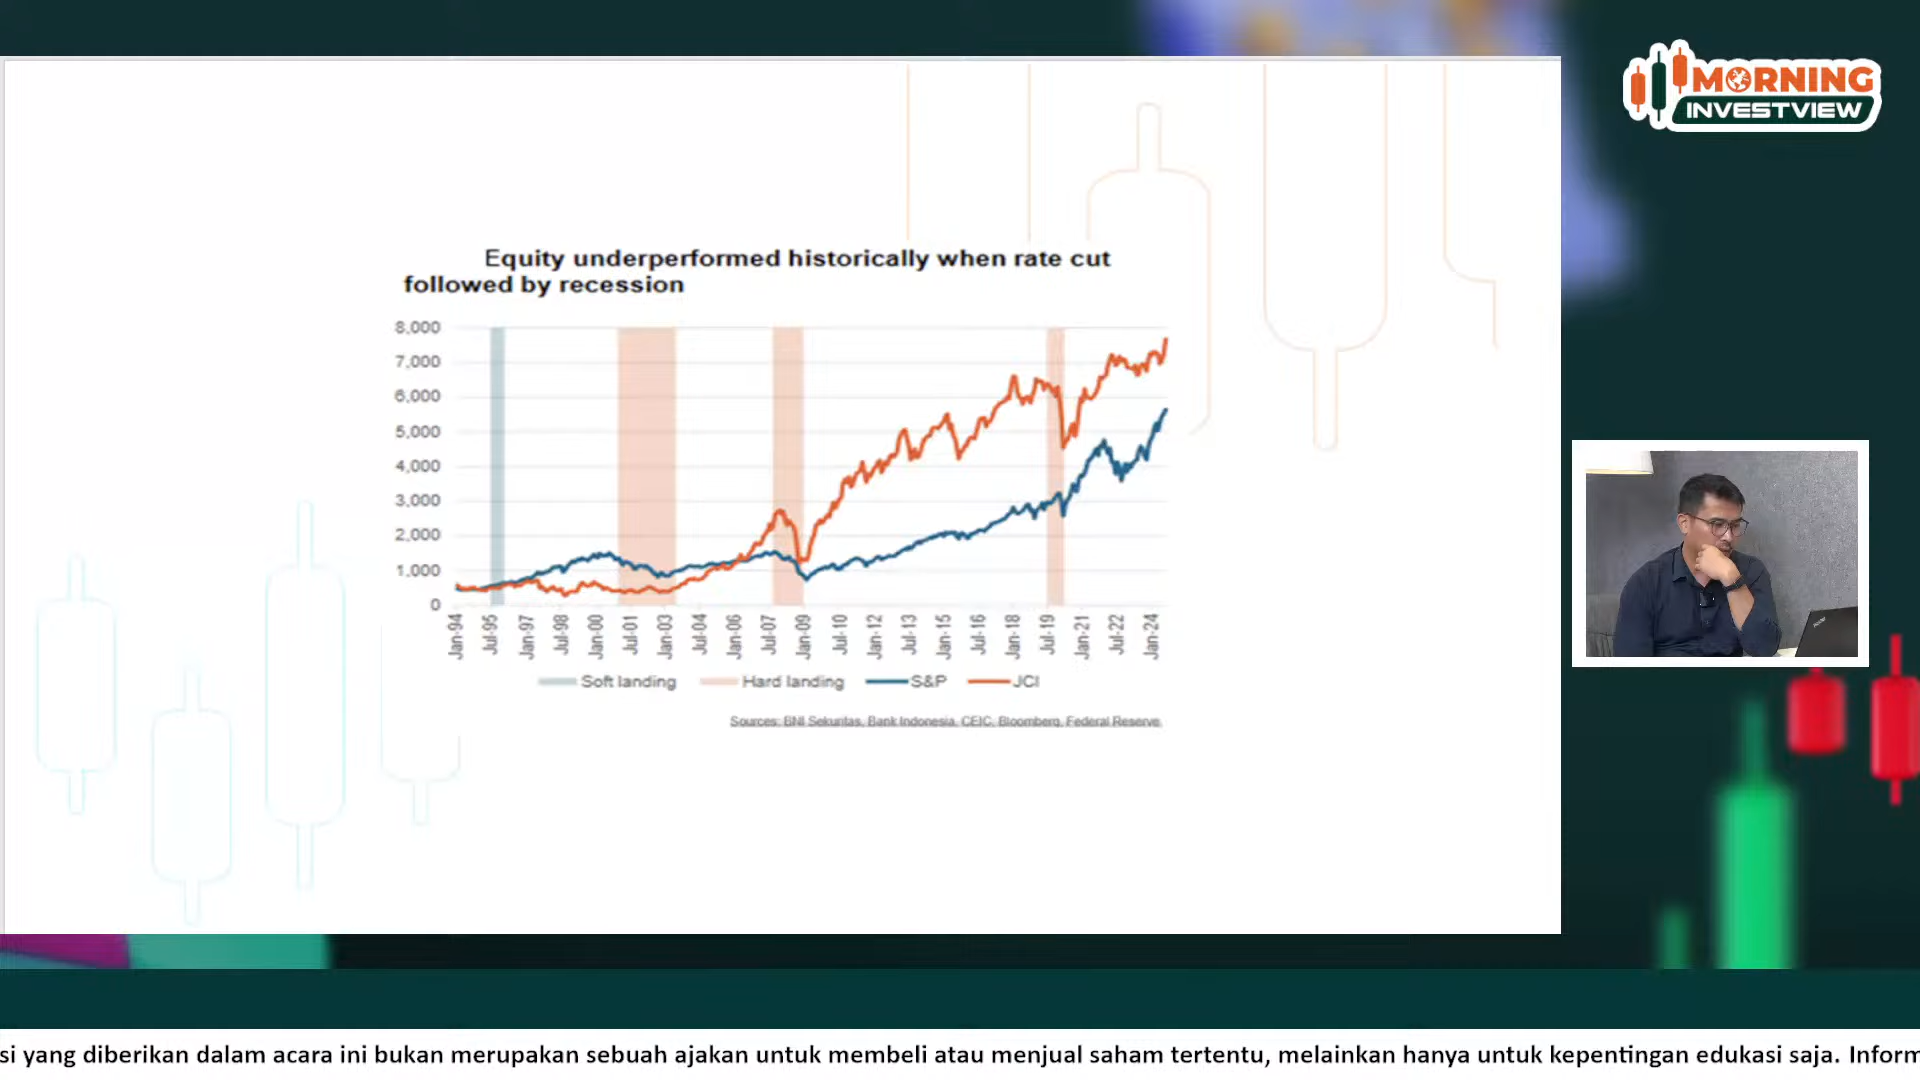 MORNING
INVESTVIEW
Equity underperformed historically when rate cut
followed by recession
8,000
7,000
6,000
5,000
4,000
3,000
2,000
1,000
0
Jan-94 Jul-95 Jan-97 Jul-98 Jan-00 Jul-01 Jan-03 Jul-04 Jan-06 Jul-07 Jan-09 Jul-10 Jan-12 Jul-13 Jan-15 Jul-16 Jan-18 Jul-19 Jan-21 Jul-22 Jan-24
Soft landing Hard landing S&P JCI
Sources: BNI Sekuritas, Bank Indonesia, CEIC, Bloomberg, Federal Reserve
si yang diberikan dalam acara ini bukan merupakan sebuah ajakan untuk membeli atau menjual saham tertentu, melainkan hanya untuk kepentingan edukasi saja. Inform